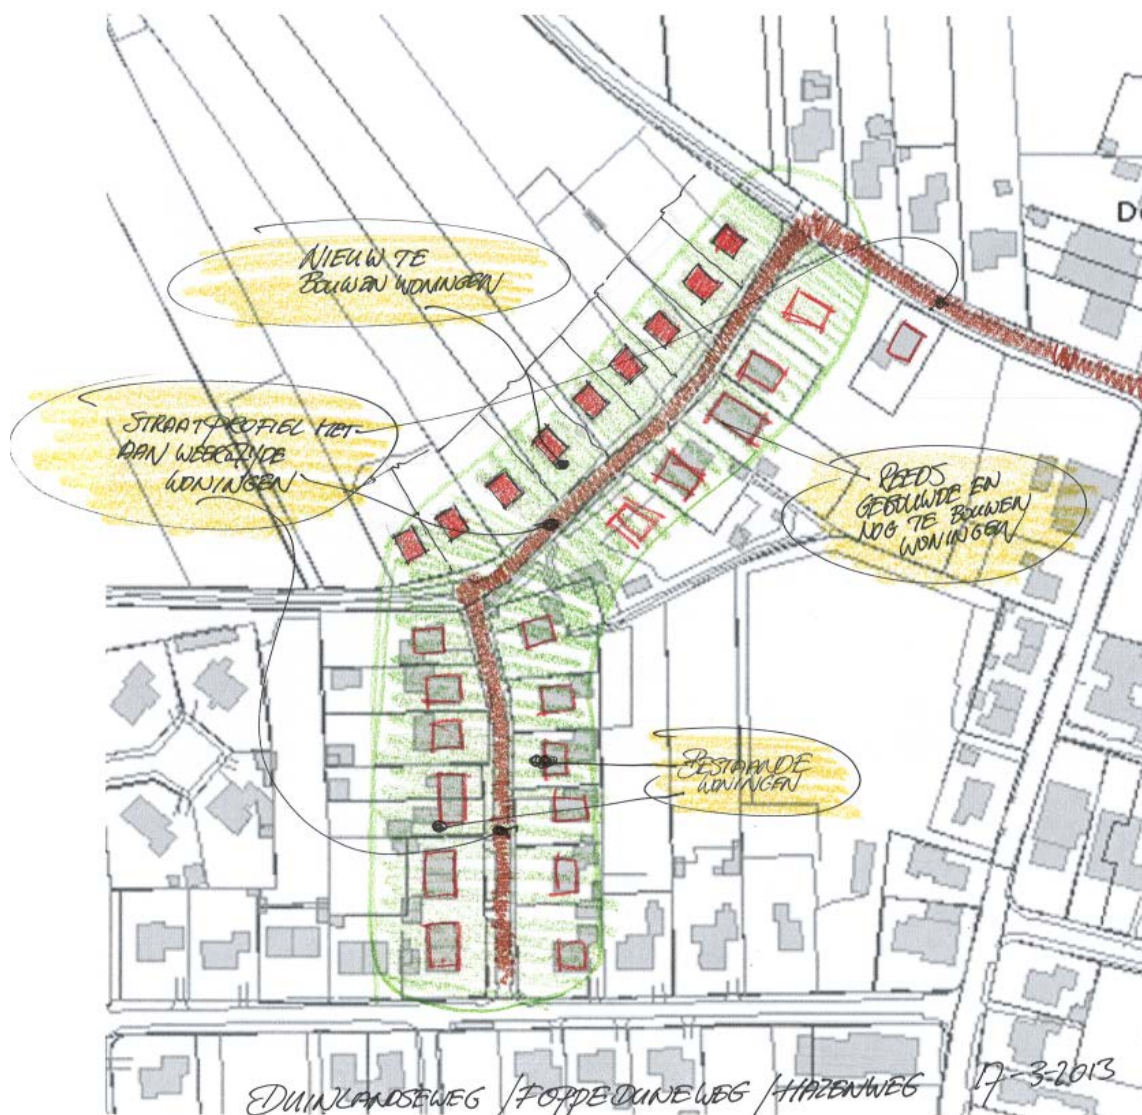 NIEUW TE
BOUWEN WONINGEN
STRAATPROFIEL MET
AAN WEERZIJDE
WONINGEN
REEDS
GEBOUWDE EN
NOG TE BOUWEN
WONINGEN
BESTAANDE
WONINGEN
D
DUINLANDSEWEG / FOPPEDUNEWEG / HAZENWEG 17-3-2013